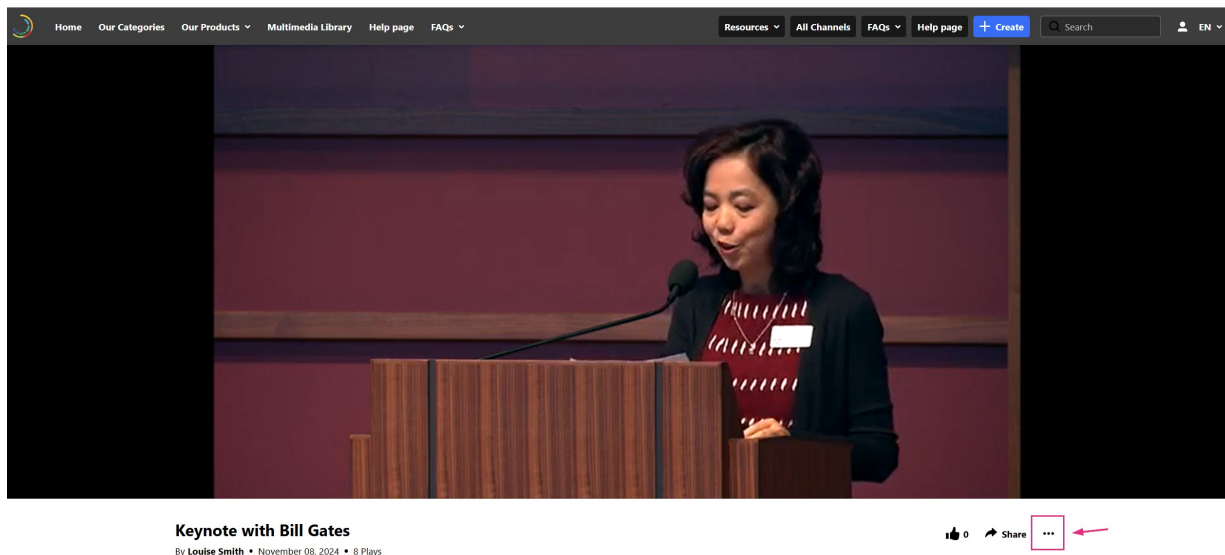 Home Our Categories Our Products Multimedia Library Help page FAQs Resources All Channels FAQs Help page + Create Search EN
Keynote with Bill Gates
0 Share ...
By Louise Smith • November 08, 2024 • 8 Plays